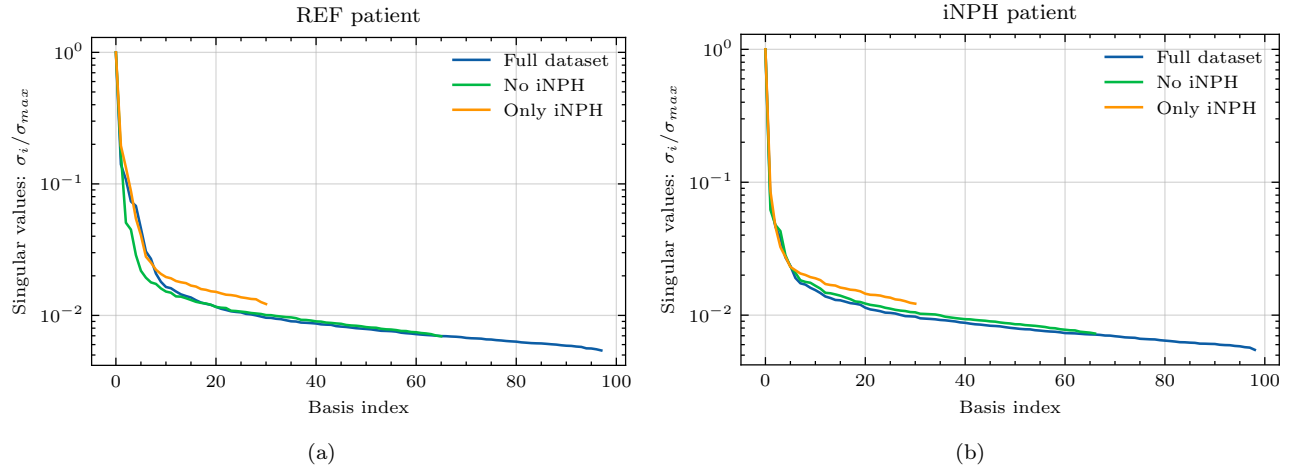 REF patient
Singular values: σ_i/σ_max
10^0
10^−1
10^−2
Full dataset
No iNPH
Only iNPH
0 20 40 60 80 100
Basis index
(a)
iNPH patient
Singular values: σ_i/σ_max
10^0
10^−1
10^−2
Full dataset
No iNPH
Only iNPH
0 20 40 60 80 100
Basis index
(b)